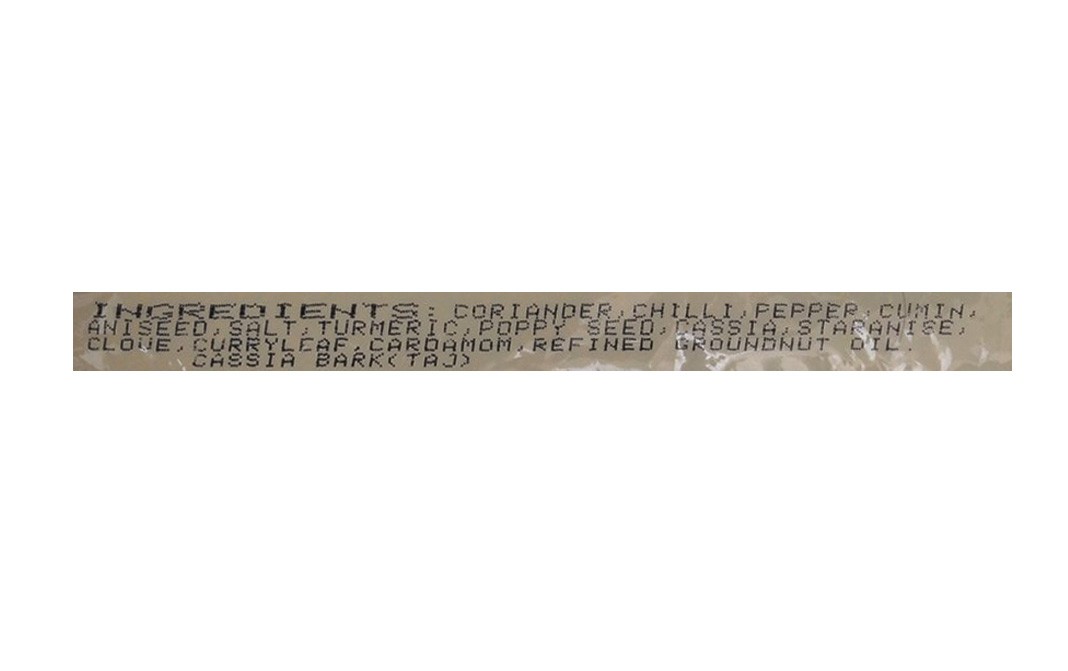 INGREDIENTS: CORIANDER, CHILLI, PEPPER, CUMIN,
ANISEED, SALT, TURMERIC, POPPY SEED, CASSIA, STARANISE,
CLOVE, CURRYLEAF, CARDAMOM, REFINED GROUNDNUT OIL.
CASSIA BARK(TAJ)